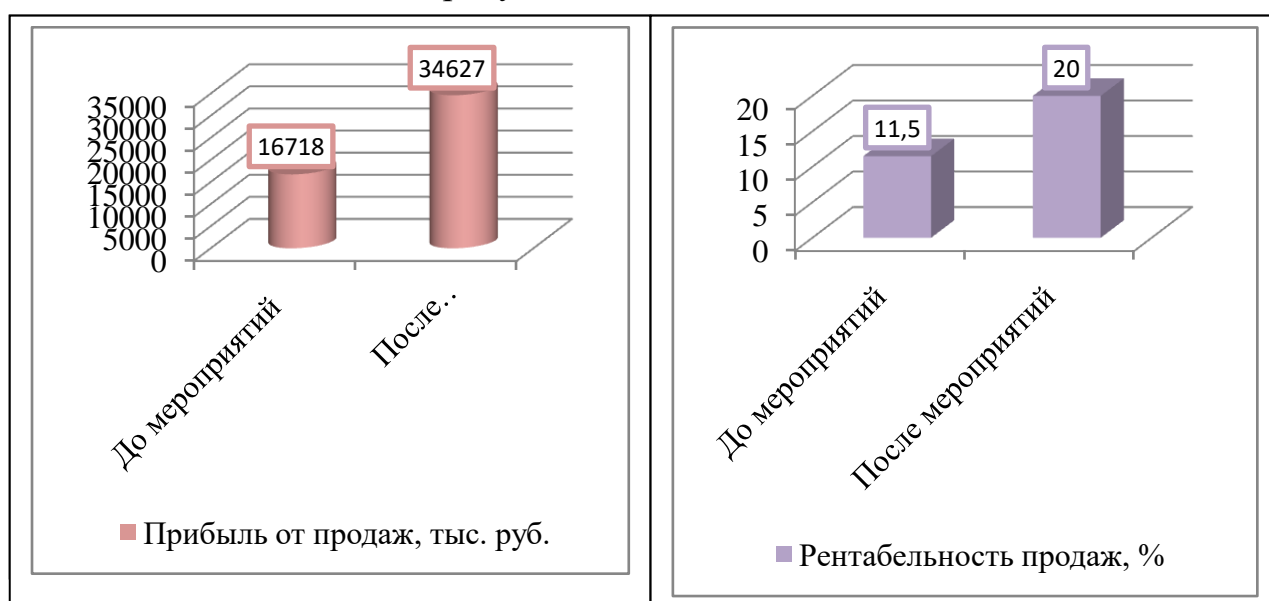 34627
16718
35000
30000
25000
20000
15000
10000
5000
0
До мероприятий
После..
Прибыль от продаж, тыс. руб.
20
11,5
20
15
10
5
0
До мероприятий
После мероприятий
Рентабельность продаж, %